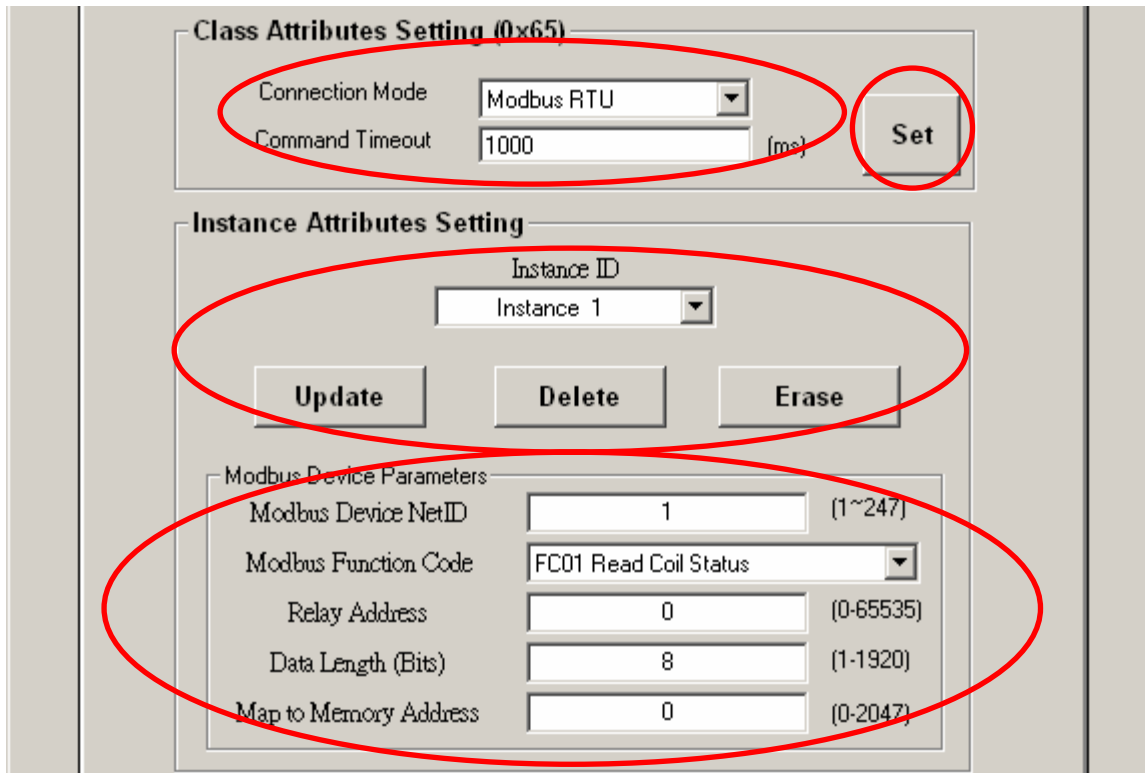 Class Attributes Setting (0×65)
Connection Mode Modbus RTU
Command Timeout 1000 (ms)
Set
Instance Attributes Setting
Instance ID
Instance 1
Update Delete Erase
Modbus Device Parameters
Modbus Device NetID 1 (1~247)
Modbus Function Code FC01 Read Coil Status
Relay Address 0 (0-65535)
Data Length (Bits) 8 (1-1920)
Map to Memory Address 0 (0-2047)